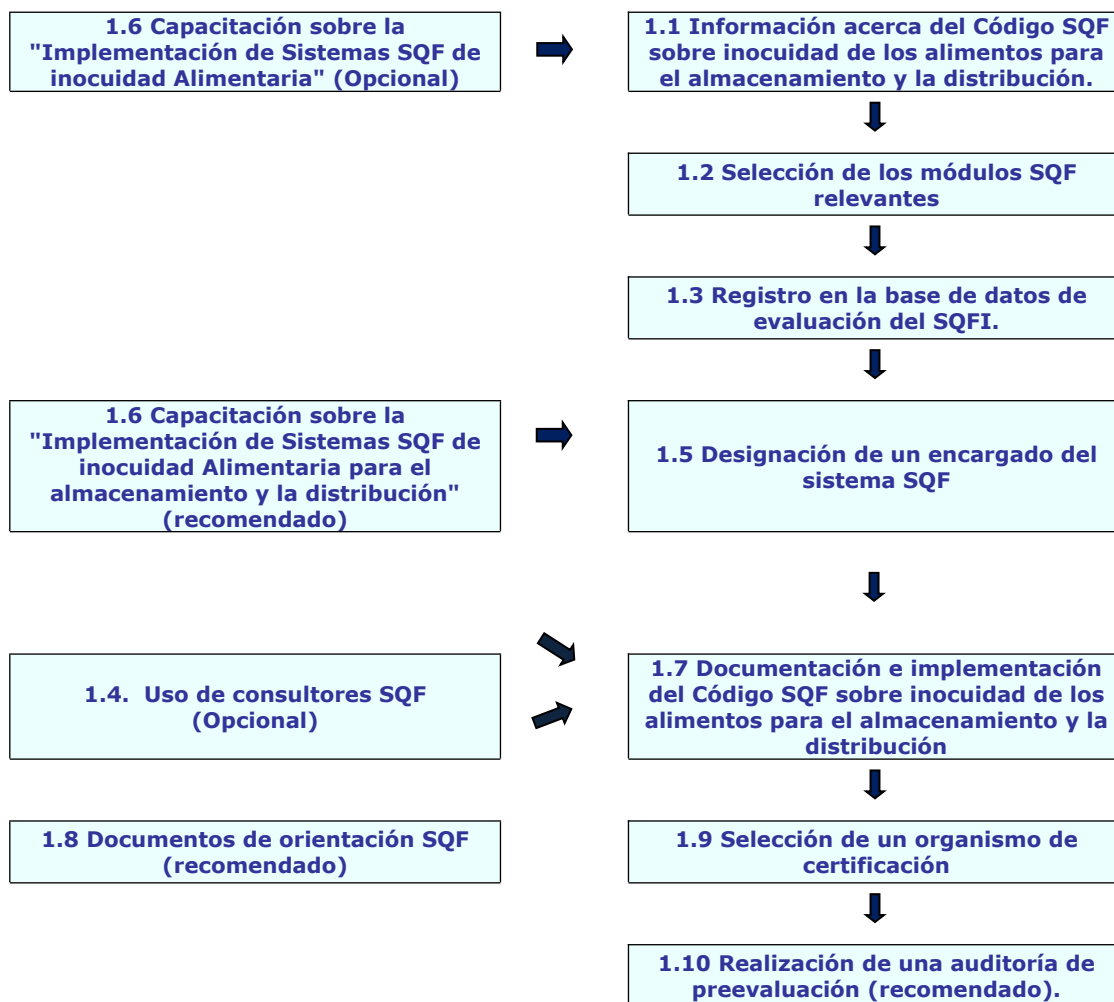 1.6 Capacitación sobre la
"Implementación de Sistemas SQF de
inocuidad Alimentaria" (Opcional)
1.1 Información acerca del Código SQF
sobre inocuidad de los alimentos para
el almacenamiento y la distribución.
1.2 Selección de los módulos SQF
relevantes
1.3 Registro en la base de datos de
evaluación del SQFI.
1.6 Capacitación sobre la
"Implementación de Sistemas SQF de
inocuidad Alimentaria para el
almacenamiento y la distribución"
(recomendado)
1.5 Designación de un encargado del
sistema SQF
1.4. Uso de consultores SQF
(Opcional)
1.7 Documentación e implementación
del Código SQF sobre inocuidad de los
alimentos para el almacenamiento y la
distribución
1.8 Documentos de orientación SQF
(recomendado)
1.9 Selección de un organismo de
certificación
1.10 Realización de una auditoría de
preevaluación (recomendado).